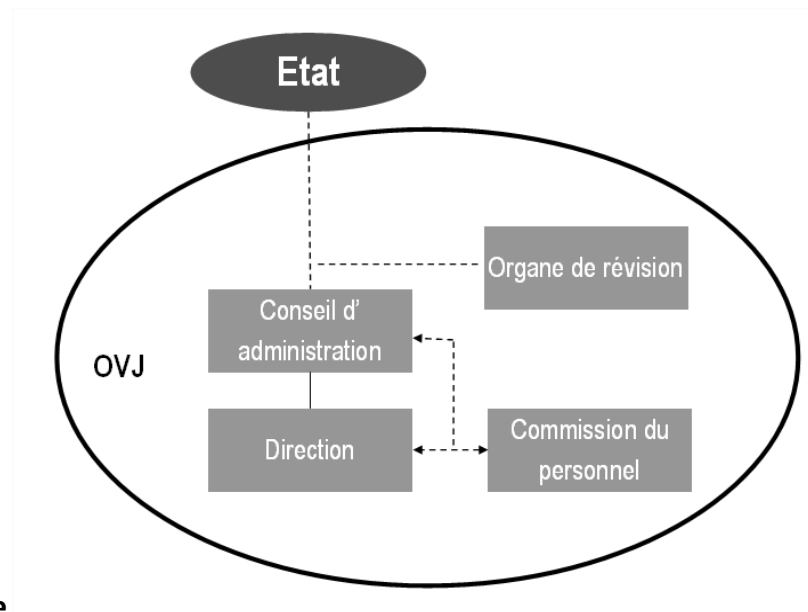 Etat
Organe de révision
Conseil d'
administration
OVJ
Direction
Commission du
personnel